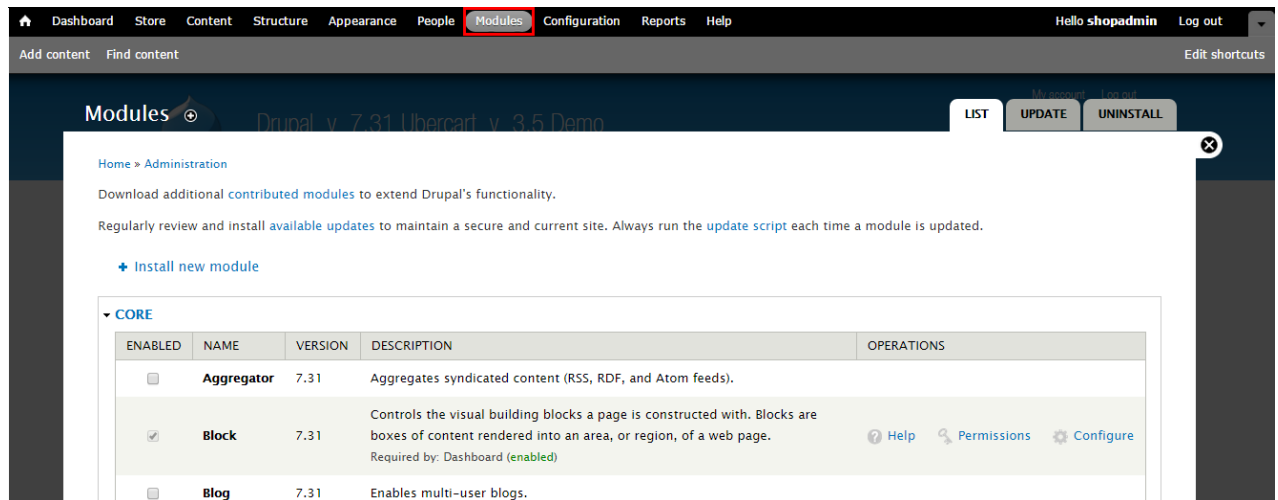 Dashboard Store Content Structure Appearance People Modules Configuration Reports Help Hello shopadmin Log out
Add content Find content Edit shortcuts
My account Log out
Modules Drupal v 7.31 Ubercart v 3.5 Demo LIST UPDATE UNINSTALL
Home » Administration
Download additional contributed modules to extend Drupal's functionality.
Regularly review and install available updates to maintain a secure and current site. Always run the update script each time a module is updated.
+ Install new module
CORE
ENABLED NAME VERSION DESCRIPTION OPERATIONS
Aggregator 7.31 Aggregates syndicated content (RSS, RDF, and Atom feeds).
Controls the visual building blocks a page is constructed with. Blocks are
Block 7.31 boxes of content rendered into an area, or region, of a web page. Help Permissions Configure
Required by: Dashboard (enabled)
Blog 7.31 Enables multi-user blogs.